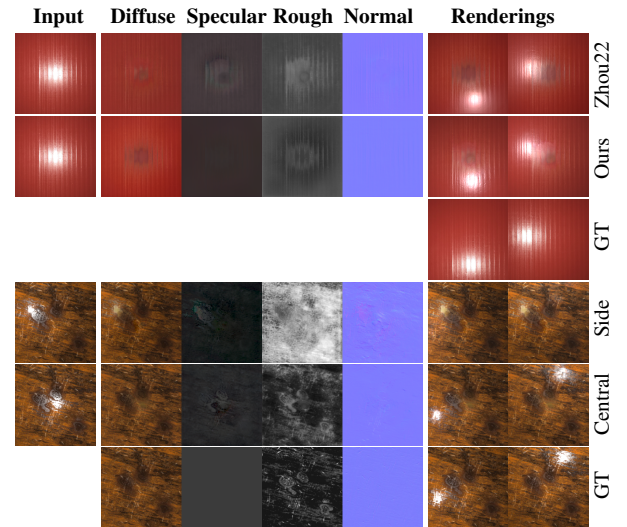 Input Diffuse Specular Rough Normal Renderings
Zhou22
Ours
GT
Side
Central
GT